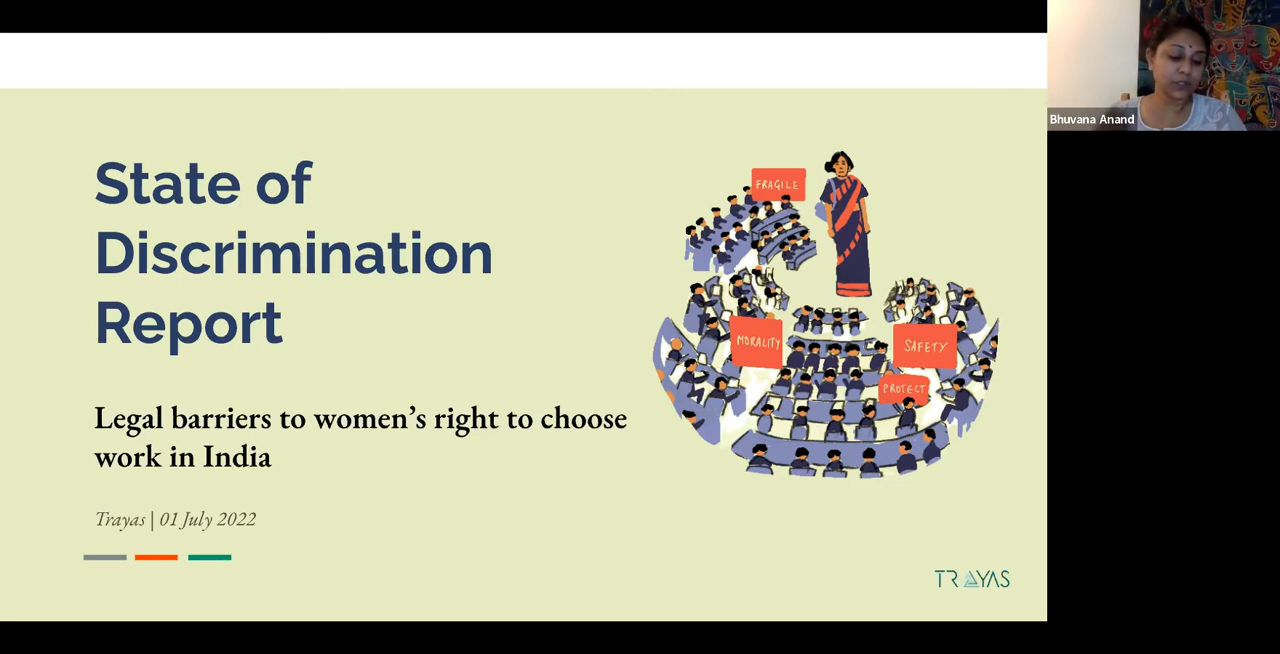 State of
Discrimination
Report
Legal barriers to women’s right to choose
work in India
Trayas | 01 July 2022
FRAGILE
MORALITY
SAFETY
PROTECT
TRAYAS
Bhuvana Anand